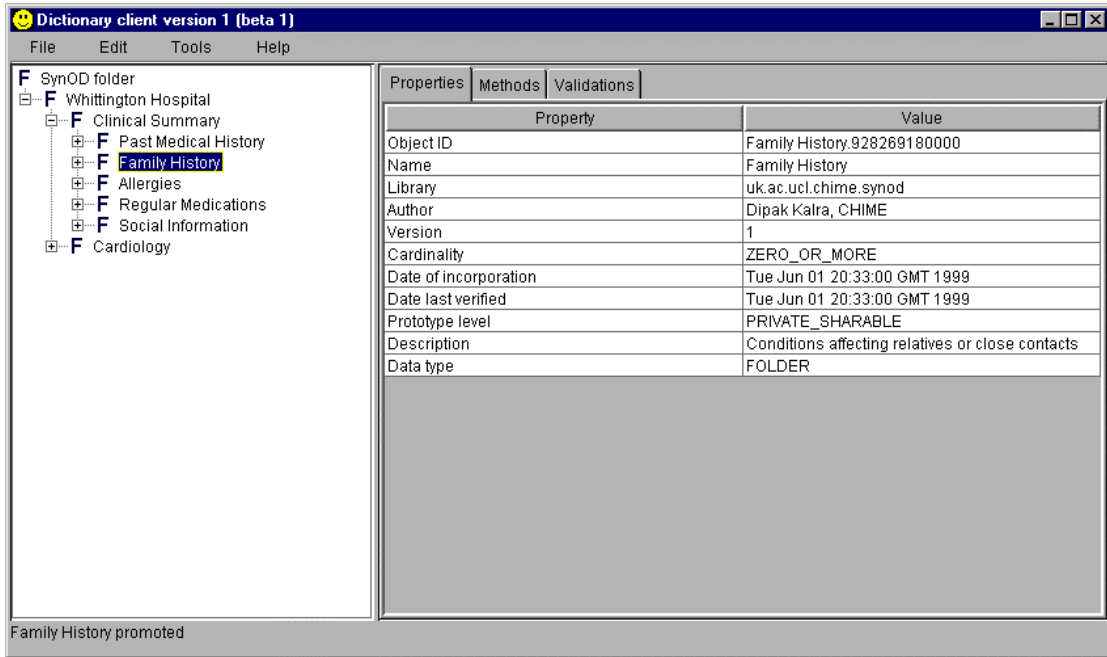 Dictionary client version 1 (beta 1)
File Edit Tools Help
F SynOD folder
F Whittington Hospital
F Clinical Summary
F Past Medical History
F Family History
F Allergies
F Regular Medications
F Social Information
F Cardiology
Properties Methods Validations
Property Value
Object ID Family History.928269180000
Name Family History
Library uk.ac.ucl.chime.synod
Author Dipak Kalra, CHIME
Version 1
Cardinality ZERO_OR_MORE
Date of incorporation Tue Jun 01 20:33:00 GMT 1999
Date last verified Tue Jun 01 20:33:00 GMT 1999
Prototype level PRIVATE_SHARABLE
Description Conditions affecting relatives or close contacts
Data type FOLDER
Family History promoted